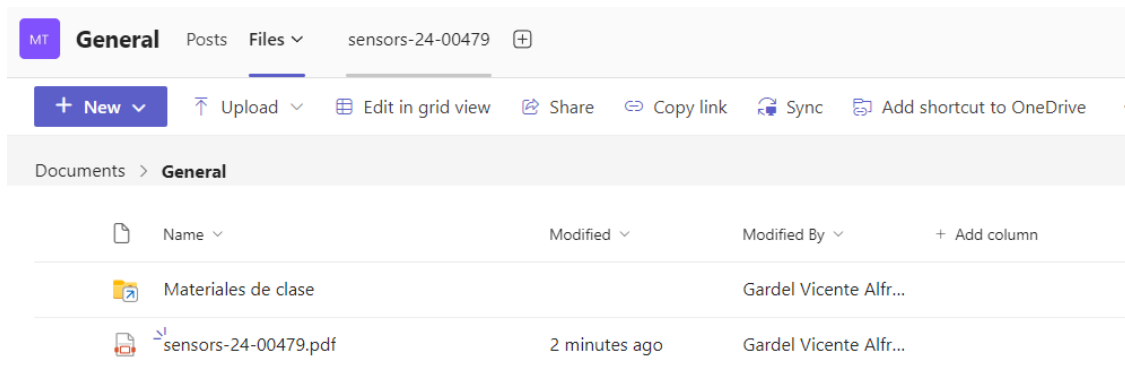 MT General Posts Files sensors-24-00479
+ New Upload Edit in grid view Share Copy link Sync Add shortcut to OneDrive
Documents > General
Name Modified Modified By + Add column
Materiales de clase Gardel Vicente Alfr...
sensors-24-00479.pdf 2 minutes ago Gardel Vicente Alfr...